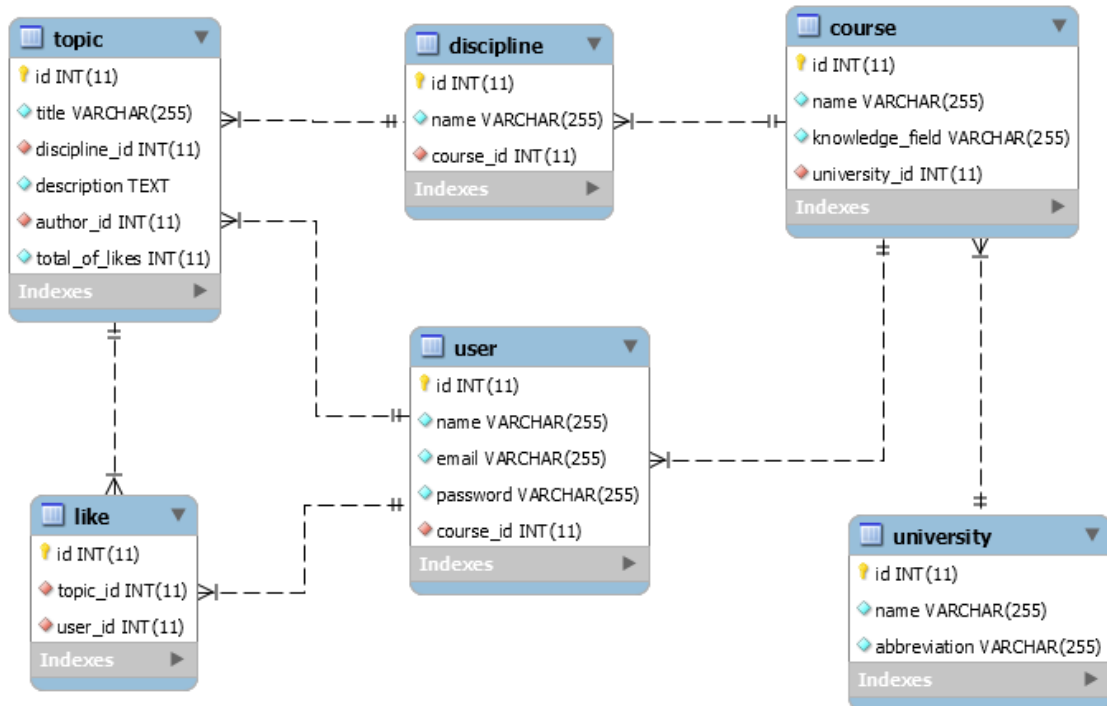 topic
id INT(11)
title VARCHAR(255)
discipline_id INT(11)
description TEXT
author_id INT(11)
total_of_likes INT(11)
Indexes
discipline
id INT(11)
name VARCHAR(255)
course_id INT(11)
Indexes
course
id INT(11)
name VARCHAR(255)
knowledge_field VARCHAR(255)
university_id INT(11)
Indexes
user
id INT(11)
name VARCHAR(255)
email VARCHAR(255)
password VARCHAR(255)
course_id INT(11)
Indexes
like
id INT(11)
topic_id INT(11)
user_id INT(11)
Indexes
university
id INT(11)
name VARCHAR(255)
abbreviation VARCHAR(255)
Indexes